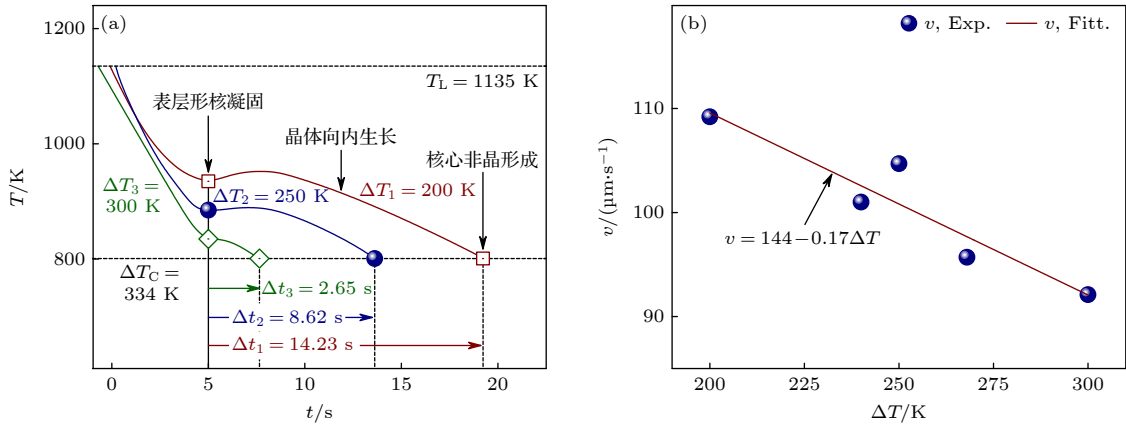 (a)
1200
1000
800
T/K
T_L = 1135 K
表层形核凝固
晶体向内生长
核心非晶形成
ΔT_3 =
300 K
ΔT_2 = 250 K
ΔT_1 = 200 K
ΔT_C =
334 K
Δt_3 = 2.65 s
Δt_2 = 8.62 s
Δt_1 = 14.23 s
0 5 10 15 20
t/s
(b)
v, Exp. v, Fitt.
110
100
90
v/(μm·s⁻¹)
v = 144−0.17ΔT
200 225 250 275 300
ΔT/K